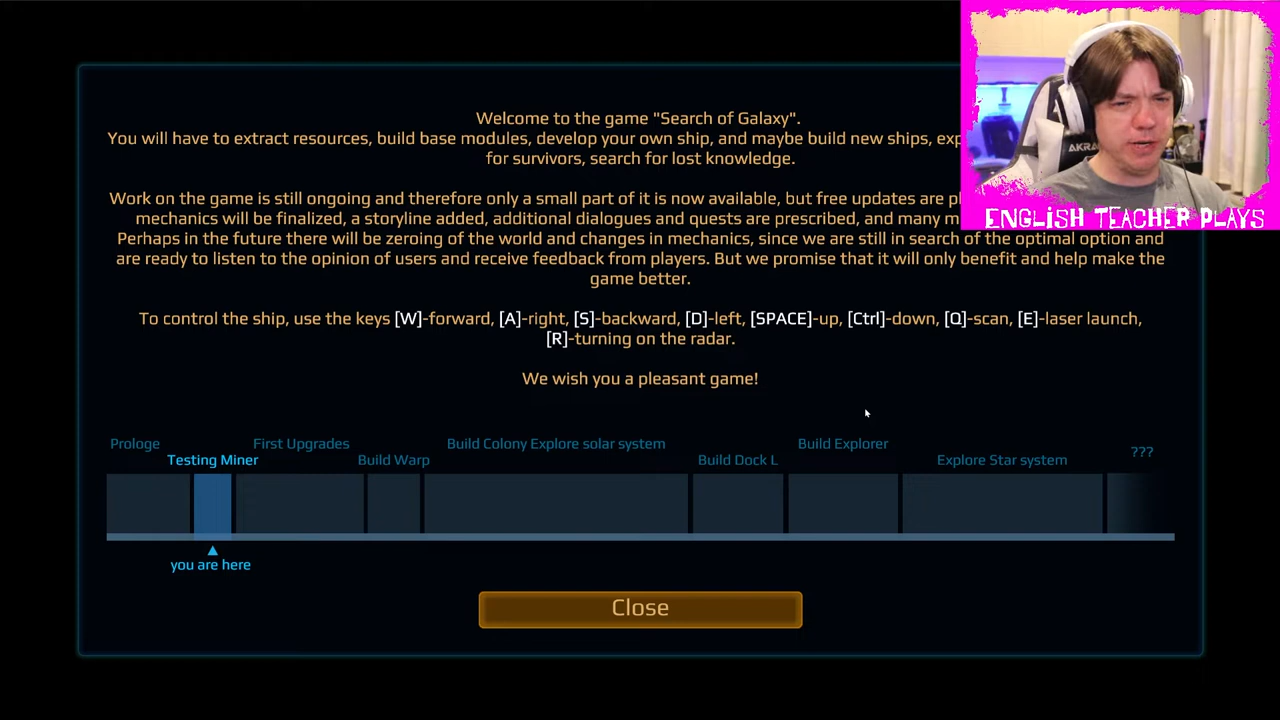 Welcome to the game "Search of Galaxy".
You will have to extract resources, build base modules, develop your own ship, and maybe build new ships,
for survivors, search for lost knowledge.
Work on the game is still ongoing and therefore only a small part of it is now available, but free updates are
mechanics will be finalized, a storyline added, additional dialogues and quests are prescribed, and many
Perhaps in the future there will be zeroing of the world and changes in mechanics, since we are still in search of the optimal option and
are ready to listen to the opinion of users and receive feedback from players. But we promise that it will only benefit and help make the
game better.
To control the ship, use the keys [W]-forward, [A]-right, [S]-backward, [D]-left, [SPACE]-up, [Ctrl]-down, [Q]-scan, [E]-laser launch,
[R]-turning on the radar.
We wish you a pleasant game!
Prologe
Testing Miner
First Upgrades
Build Warp
Build Colony Explore solar system
Build Dock L
Build Explorer
Explore Star system
???
you are here
Close
ENGLISH TEACHER PLAYS